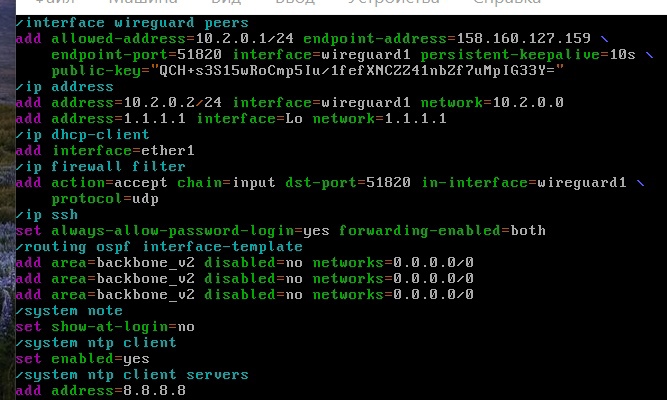 Файл Машина Вид Ввод Устройства Справка
/interface wireguard peers
add allowed-address=10.2.0.1/24 endpoint-address=158.160.127.159 \
endpoint-port=51820 interface=wireguard1 persistent-keepalive=10s \
public-key="QCH+s3S15wRoCmp5Iu/1fefXNCZZ41nbZf7uMpIG33Y="
/ip address
add address=10.2.0.2/24 interface=wireguard1 network=10.2.0.0
add address=1.1.1.1 interface=Lo network=1.1.1.1
/ip dhcp-client
add interface=ether1
/ip firewall filter
add action=accept chain=input dst-port=51820 in-interface=wireguard1 \
protocol=udp
/ip ssh
set always-allow-password-login=yes forwarding-enabled=both
/routing ospf interface-template
add area=backbone_v2 disabled=no networks=0.0.0.0/0
add area=backbone_v2 disabled=no networks=0.0.0.0/0
add area=backbone_v2 disabled=no networks=0.0.0.0/0
/system note
set show-at-login=no
/system ntp client
set enabled=yes
/system ntp client servers
add address=8.8.8.8